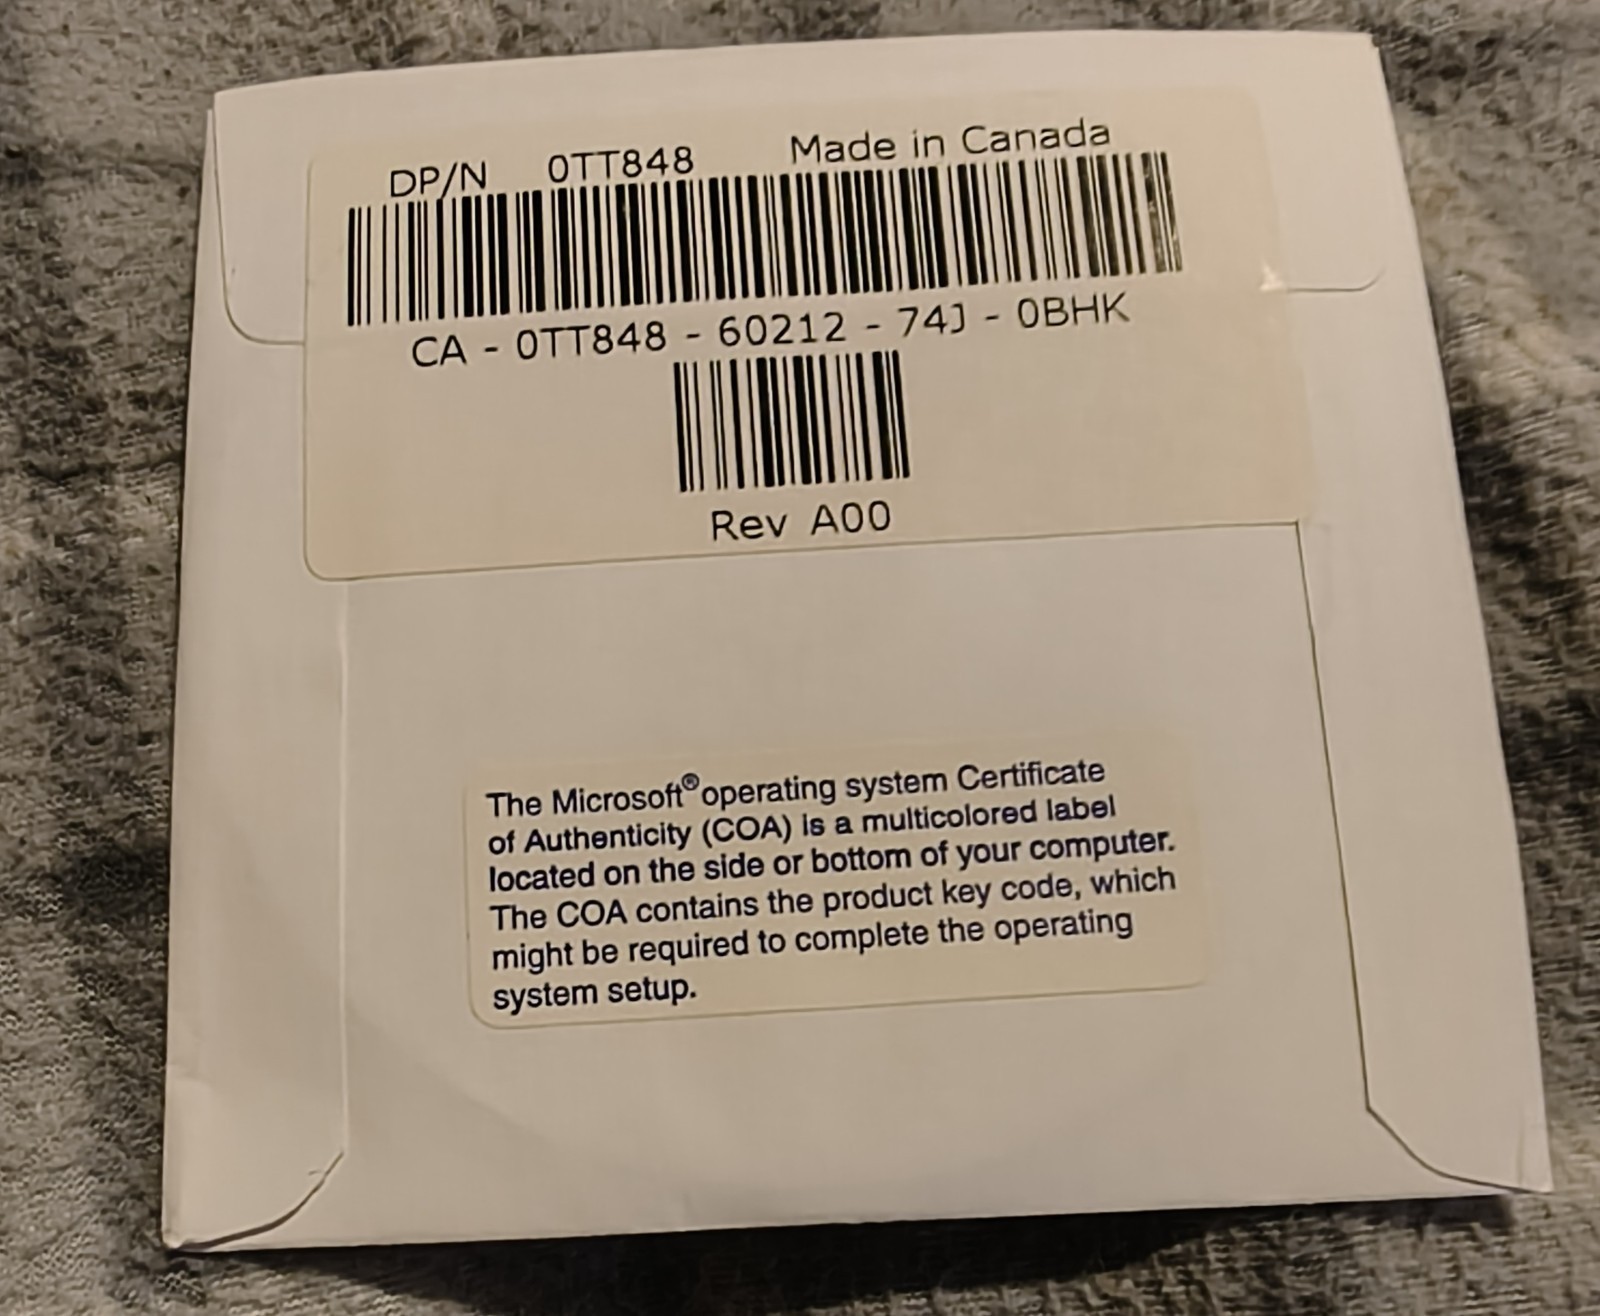 DP/N 0TT848 Made in Canada
CA - 0TT848 - 60212 - 74J - 0BHK
Rev A00
The Microsoft® operating system Certificate
of Authenticity (COA) is a multicolored label
located on the side or bottom of your computer.
The COA contains the product key code, which
might be required to complete the operating
system setup.